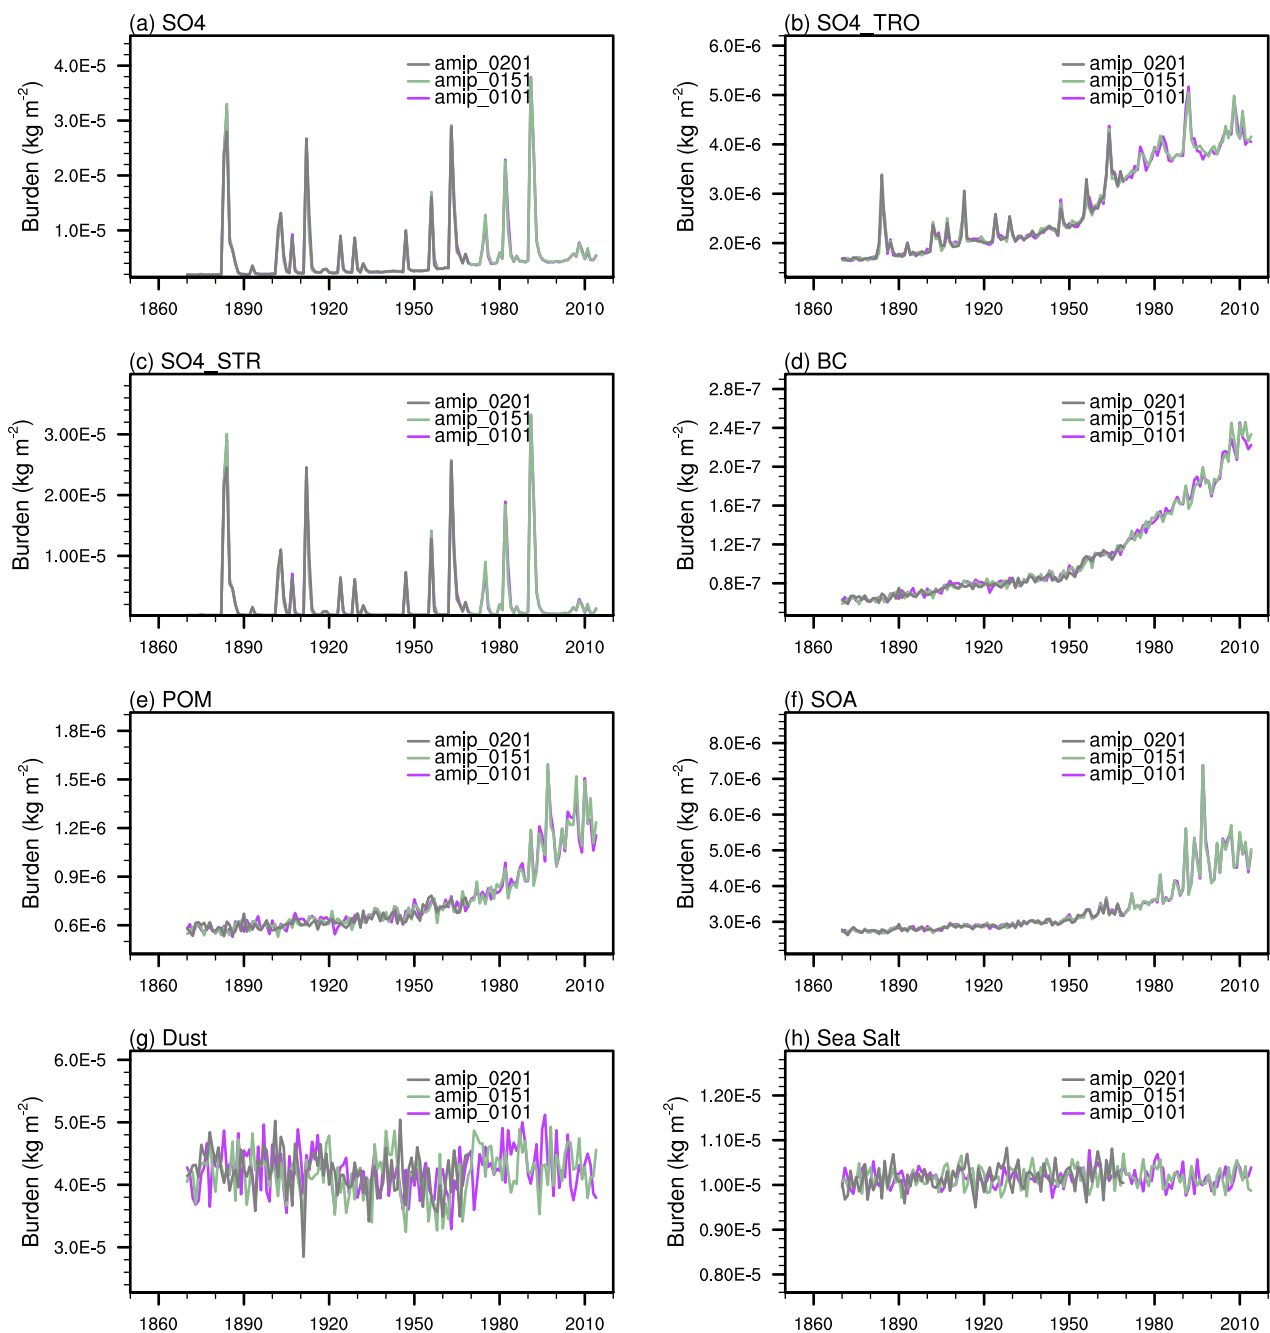 (a) SO4
Burden (kg m-2)
4.0E-5
3.0E-5
2.0E-5
1.0E-5
amip_0201
amip_0151
amip_0101
1860 1890 1920 1950 1980 2010
(b) SO4_TRO
Burden (kg m-2)
6.0E-6
5.0E-6
4.0E-6
3.0E-6
2.0E-6
amip_0201
amip_0151
amip_0101
1860 1890 1920 1950 1980 2010
(c) SO4_STR
Burden (kg m-2)
3.00E-5
2.00E-5
1.00E-5
amip_0201
amip_0151
amip_0101
1860 1890 1920 1950 1980 2010
(d) BC
Burden (kg m-2)
2.8E-7
2.4E-7
2.0E-7
1.6E-7
1.2E-7
0.8E-7
amip_0201
amip_0151
amip_0101
1860 1890 1920 1950 1980 2010
(e) POM
Burden (kg m-2)
1.8E-6
1.5E-6
1.2E-6
0.9E-6
0.6E-6
amip_0201
amip_0151
amip_0101
1860 1890 1920 1950 1980 2010
(f) SOA
Burden (kg m-2)
8.0E-6
7.0E-6
6.0E-6
5.0E-6
4.0E-6
3.0E-6
amip_0201
amip_0151
amip_0101
1860 1890 1920 1950 1980 2010
(g) Dust
Burden (kg m-2)
6.0E-5
5.0E-5
4.0E-5
3.0E-5
amip_0201
amip_0151
amip_0101
1860 1890 1920 1950 1980 2010
(h) Sea Salt
Burden (kg m-2)
1.20E-5
1.10E-5
1.00E-5
0.90E-5
0.80E-5
amip_0201
amip_0151
amip_0101
1860 1890 1920 1950 1980 2010